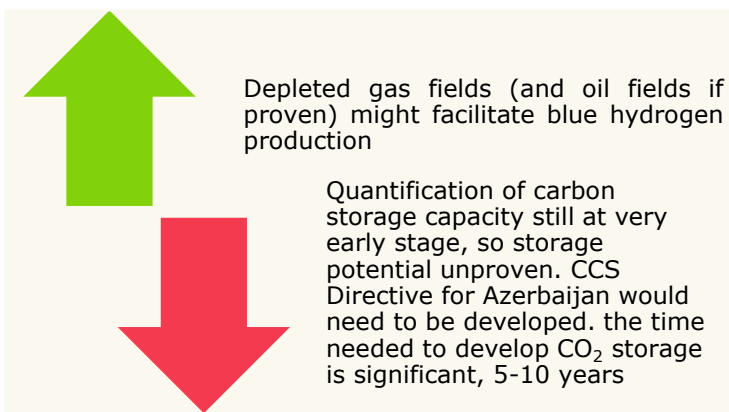 Depleted gas fields (and oil fields if
proven) might facilitate blue hydrogen
production
Quantification of carbon
storage capacity still at very
early stage, so storage
potential unproven. CCS
Directive for Azerbaijan would
need to be developed. the time
needed to develop CO₂ storage
is significant, 5-10 years